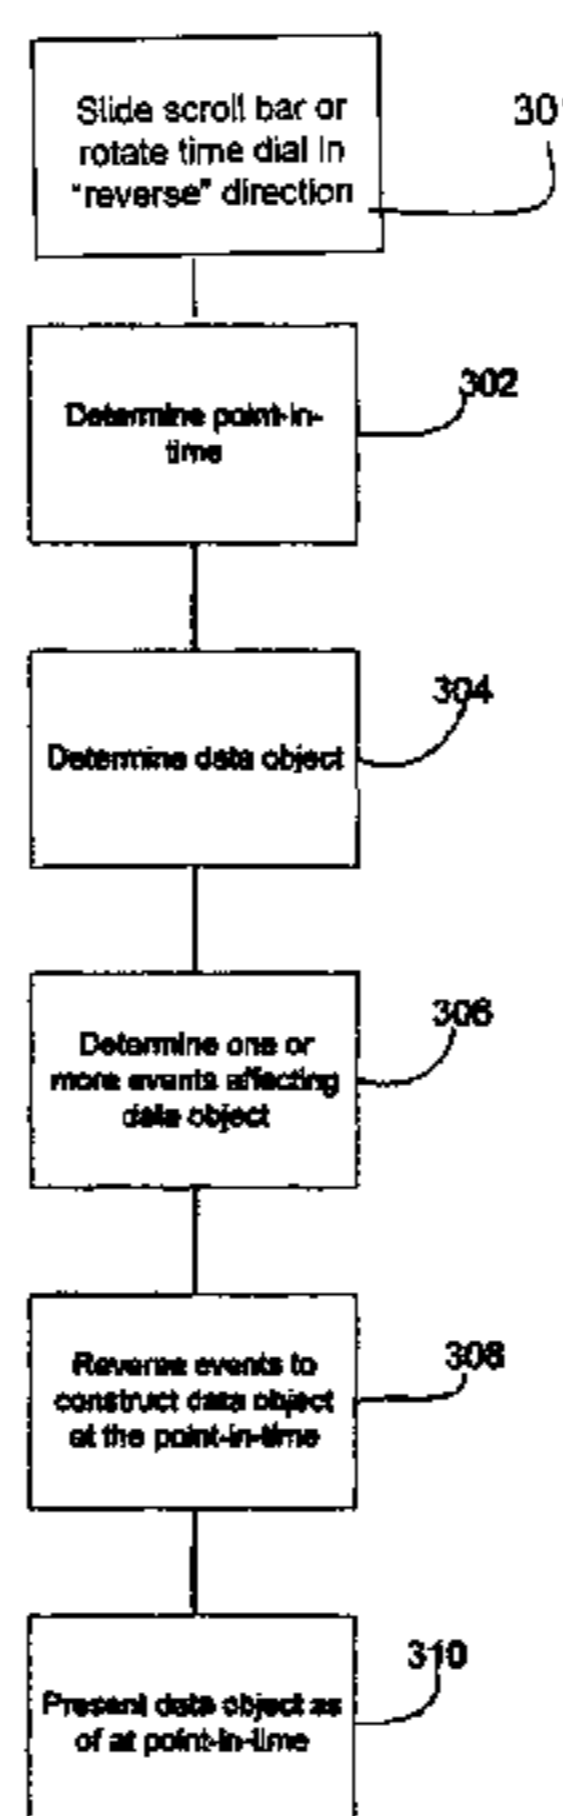 Slide scroll bar or
rotate time dial in
"reverse" direction
301
Determine point-in-
time
302
Determine data object
304
Determine one or
more events affecting
data object
306
Reverse events to
construct data object
at the point-in-time
308
Present data object as
of at point-in-time
310